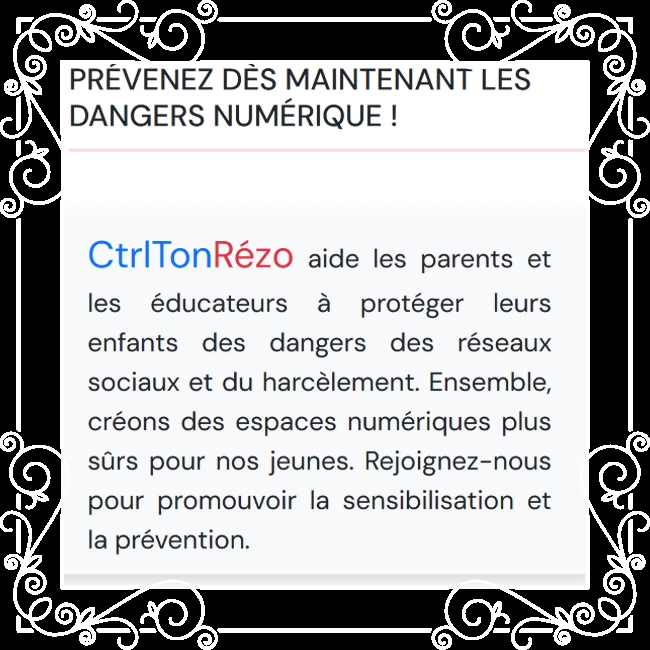 PRÉVENEZ DÈS MAINTENANT LES
DANGERS NUMÉRIQUE !
CtrlTonRézo aide les parents et
les éducateurs à protéger leurs
enfants des dangers des réseaux
sociaux et du harcèlement. Ensemble,
créons des espaces numériques plus
sûrs pour nos jeunes. Rejoignez-nous
pour promouvoir la sensibilisation et
la prévention.